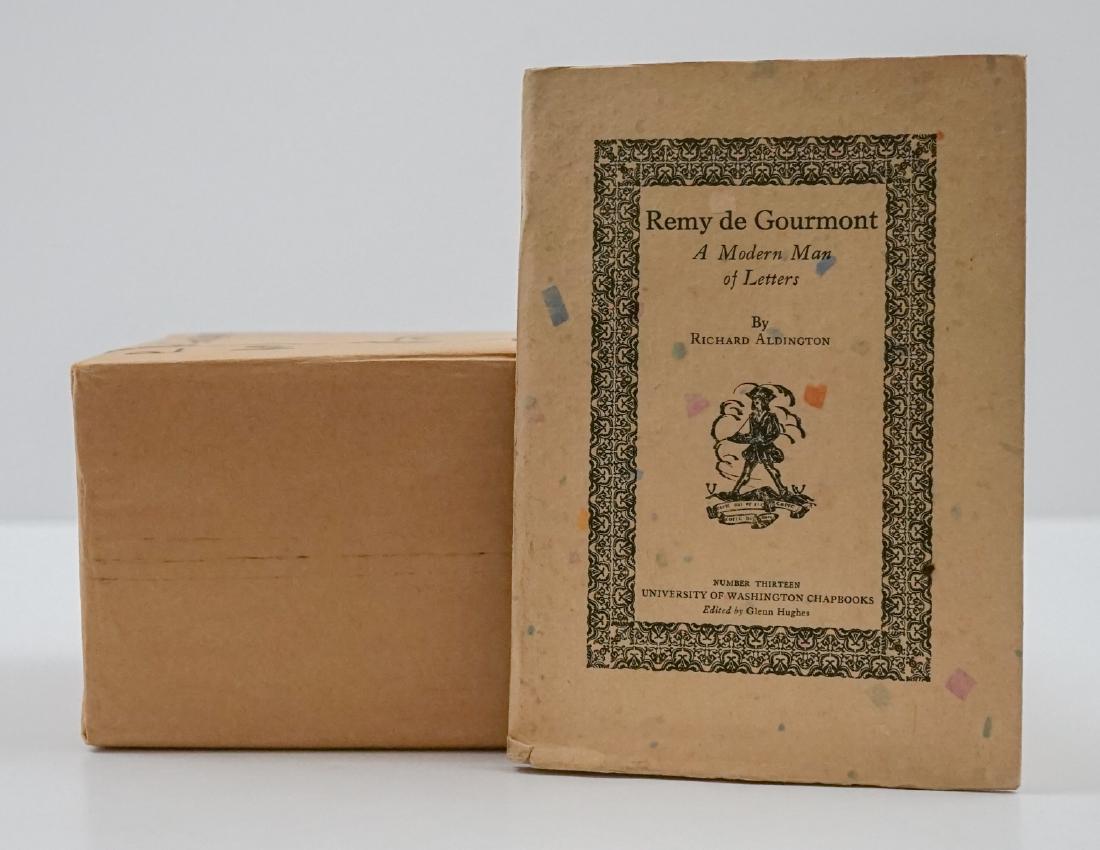 Remy de Gourmont
A Modern Man
of Letters
By
RICHARD ALDINGTON
NUMBER THIRTEEN
UNIVERSITY OF WASHINGTON CHAPBOOKS
Edited by Glenn Hughes